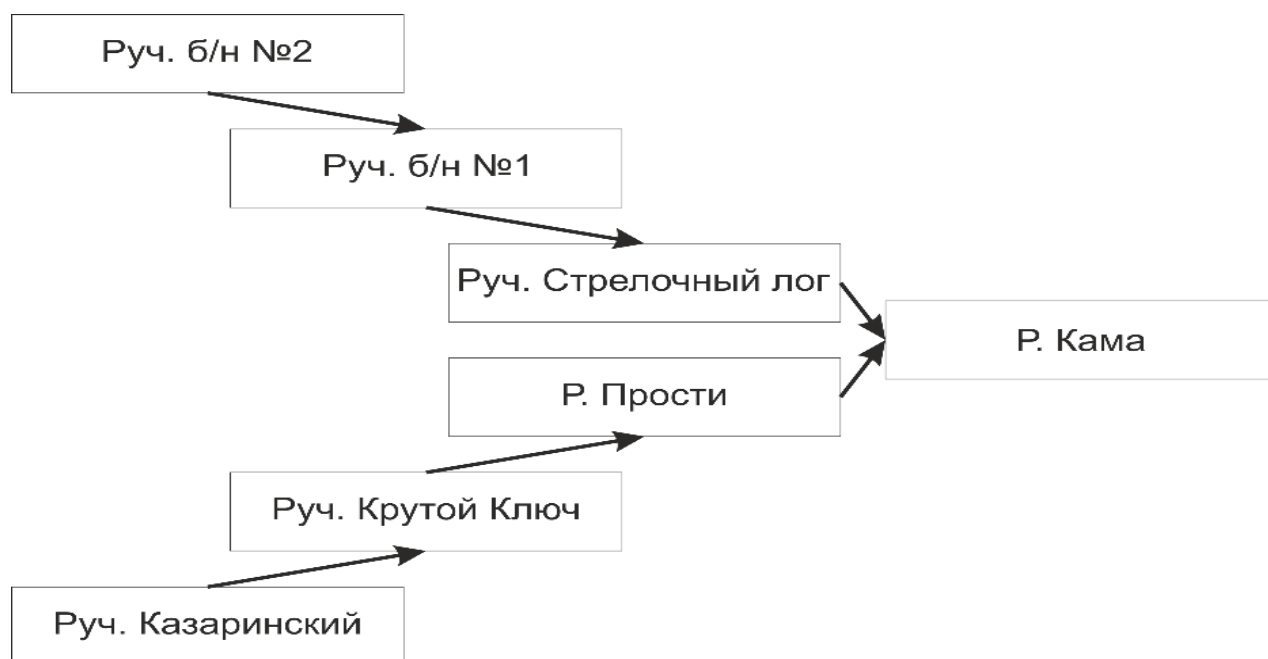 Руч. б/н №2
Руч. б/н №1
Руч. Стрелочный лог
Р. Кама
Р. Прости
Руч. Крутой Ключ
Руч. Казаринский